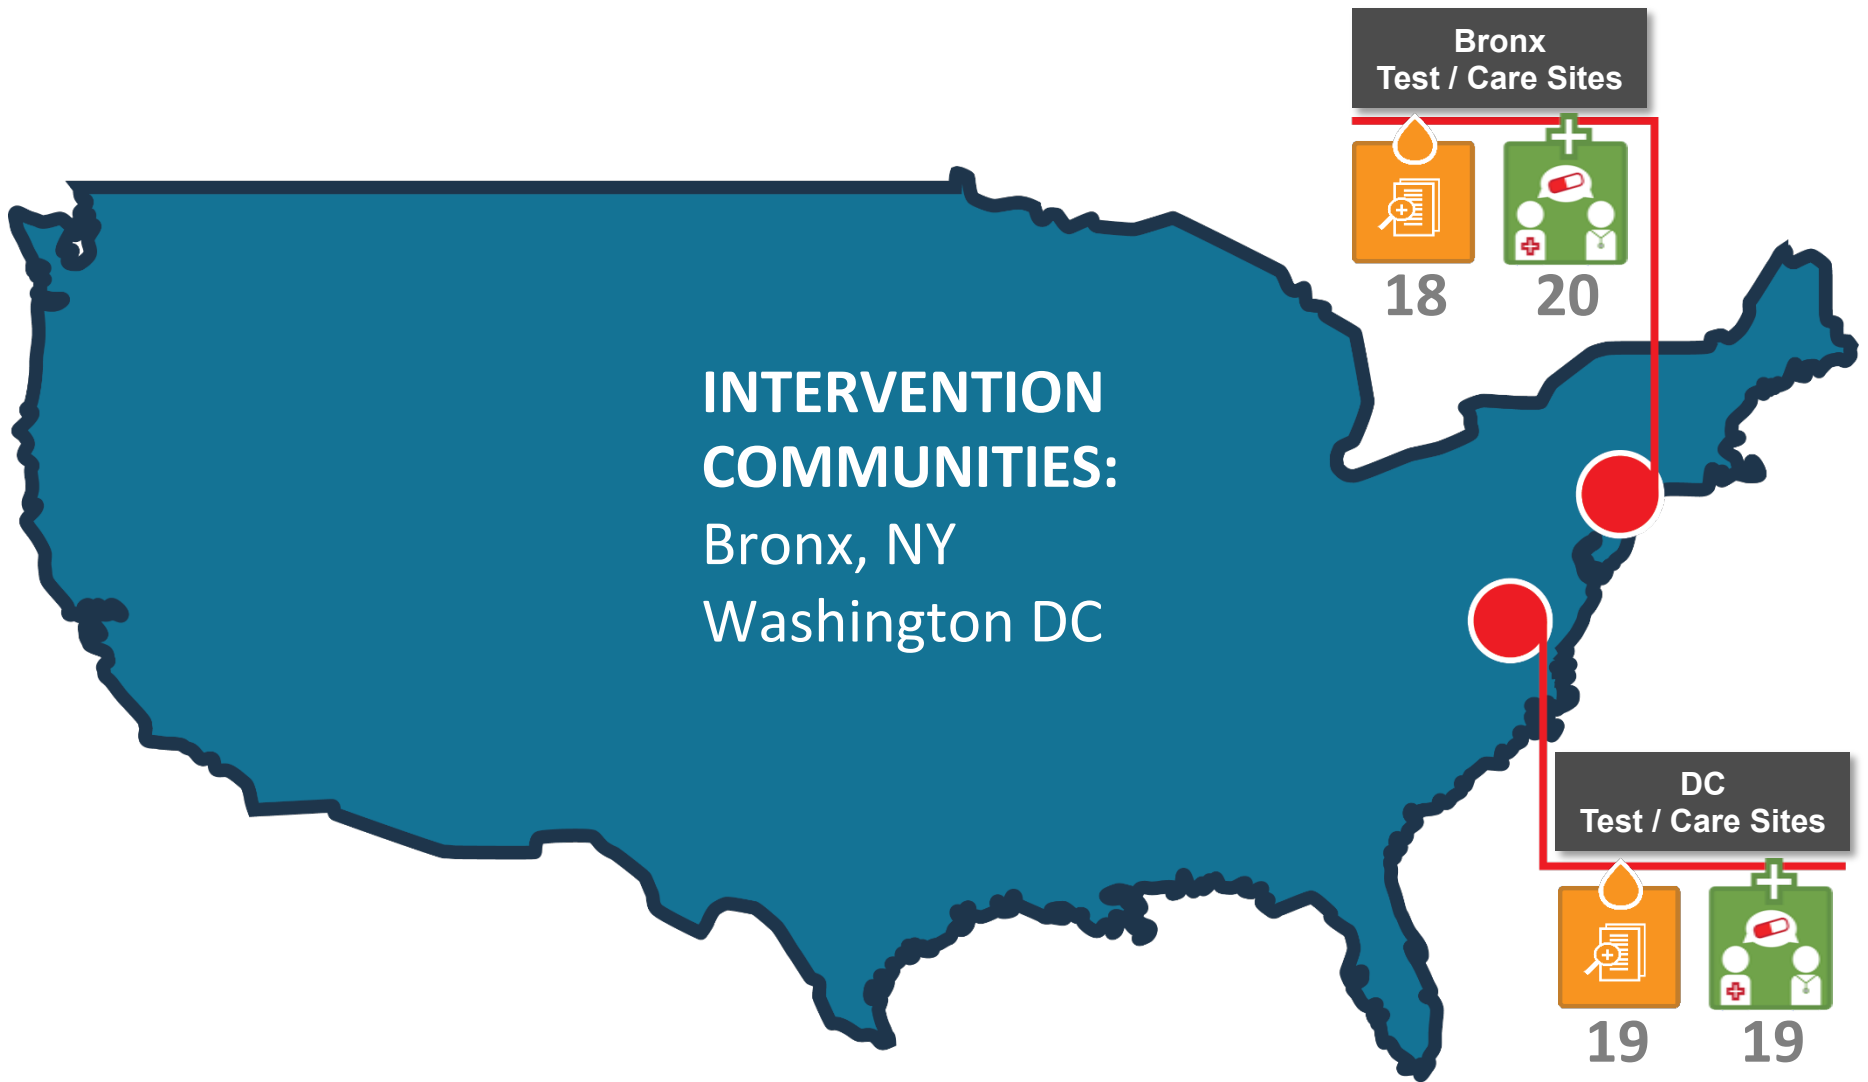 Bronx
Test / Care Sites
18
20
INTERVENTION
COMMUNITIES:
Bronx, NY
Washington DC
DC
Test / Care Sites
19
19